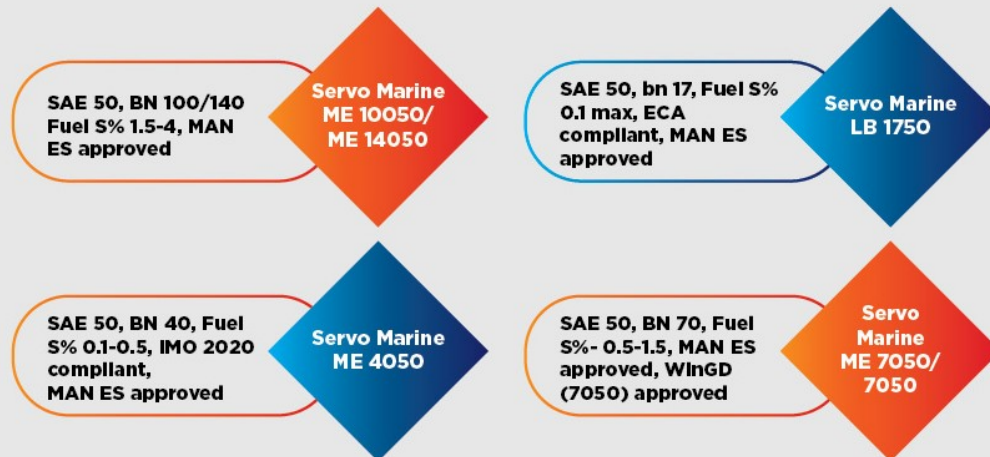 SAE 50, BN 100/140
Fuel S% 1.5-4, MAN
ES approved
Servo Marine
ME 10050/
ME 14050
SAE 50, bn 17, Fuel S%
0.1 max, ECA
compliant, MAN ES
approved
Servo Marine
LB 1750
SAE 50, BN 40, Fuel
S% 0.1-0.5, IMO 2020
compliant,
MAN ES approved
Servo Marine
ME 4050
SAE 50, BN 70, Fuel
S%- 0.5-1.5, MAN ES
approved, WInGD
(7050) approved
Servo
Marine
ME 7050/
7050